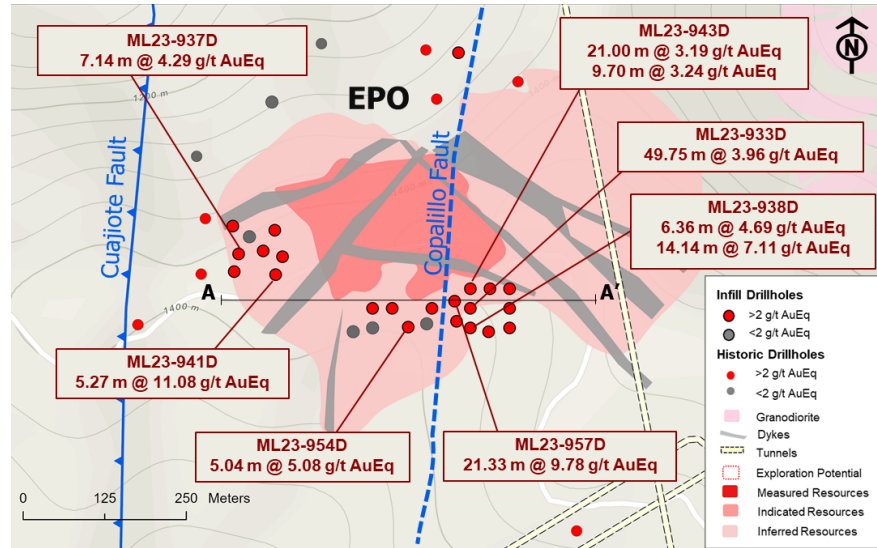 ML23-937D
7.14 m @ 4.29 g/t AuEq
ML23-943D
21.00 m @ 3.19 g/t AuEq
9.70 m @ 3.24 g/t AuEq
N
EPO
1200 m
ML23-933D
49.75 m @ 3.96 g/t AuEq
Cuajiote Fault
Copalillo Fault
ML23-938D
6.36 m @ 4.69 g/t AuEq
14.14 m @ 7.11 g/t AuEq
A
A'
1400 m
ML23-941D
5.27 m @ 11.08 g/t AuEq
ML23-954D
5.04 m @ 5.08 g/t AuEq
ML23-957D
21.33 m @ 9.78 g/t AuEq
0 125 250 Meters
Infill Drillholes
>2 g/t AuEq
<2 g/t AuEq
Historic Drillholes
>2 g/t AuEq
<2 g/t AuEq
Granodiorite
Dykes
Tunnels
Exploration Potential
Measured Resources
Indicated Resources
Inferred Resources